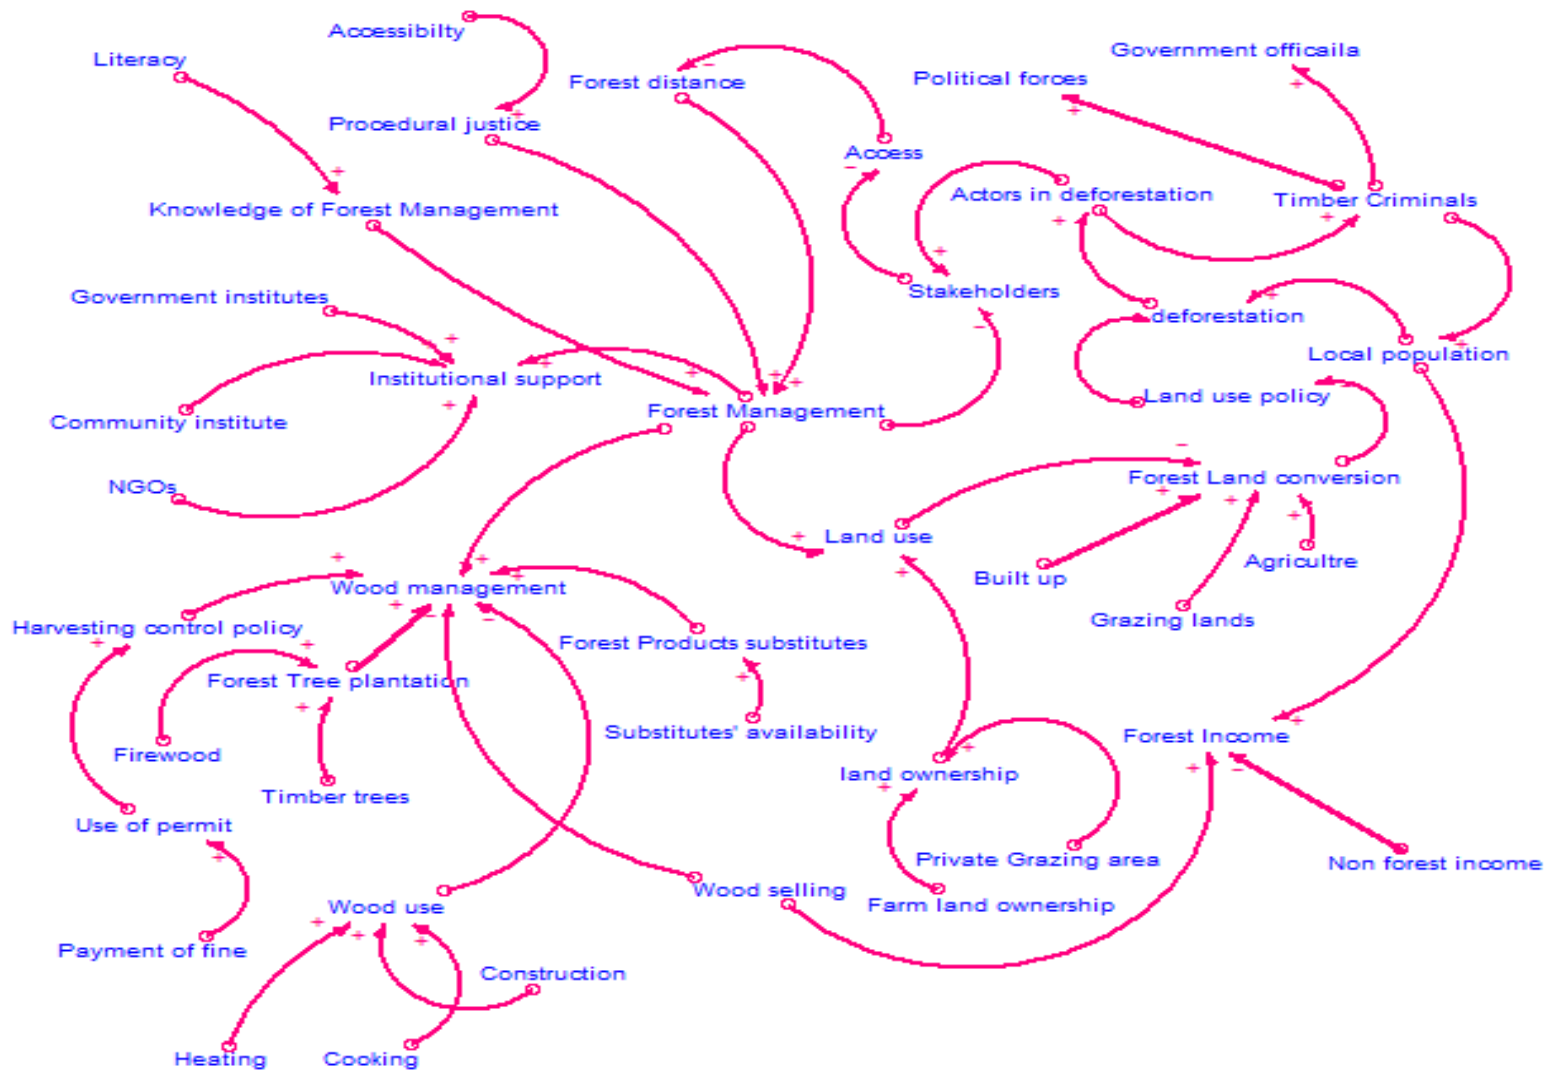 Accessibilty
Literacy
Government officaila
Forest distance
Political forces
Procedural justice
Access
Actors in deforestation
Timber Criminals
Knowledge of Forest Management
Government institutes
Stakeholders
deforestation
Local population
Institutional support
Land use policy
Forest Management
Community institute
Forest Land conversion
NGOs
Land use
Agricultre
Built up
Wood management
Grazing lands
Harvesting control policy
Forest Products substitutes
Forest Tree plantation
Substitutes' availability
Forest Income
Firewood
land ownership
Timber trees
Use of permit
Private Grazing area
Non forest income
Wood selling
Farm land ownership
Wood use
Payment of fine
Construction
Heating
Cooking